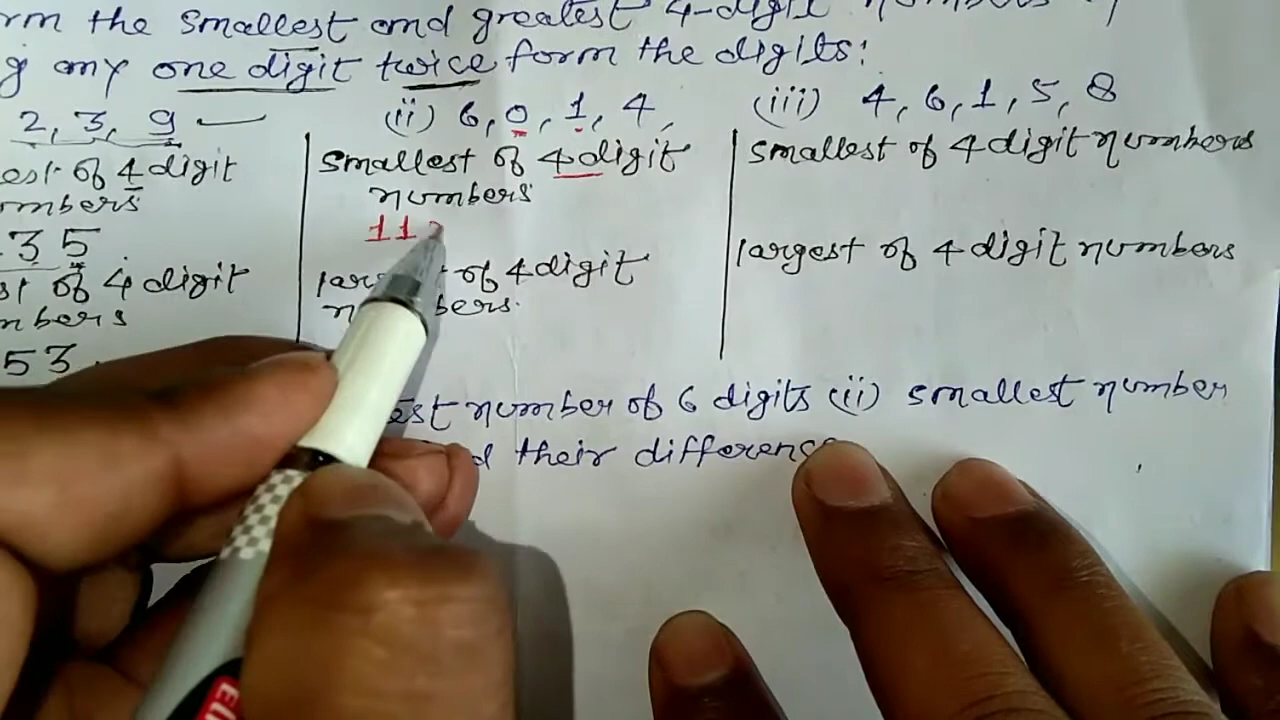 rm the smallest and greatest 4-digit numbers
g any one digit twice form the digits:
2, 3, 9
(ii) 6, 0, 1, 4,
(iii) 4, 6, 1, 5, 8
est of 4 digit
mbers
35
st of 4 digit
mbers
53
smallest of 4 digit
numbers
11
of 4 digit
bers.
smallest of 4 digit numbers
largest of 4 digit numbers
est number of 6 digits (ii) smallest number
d their difference